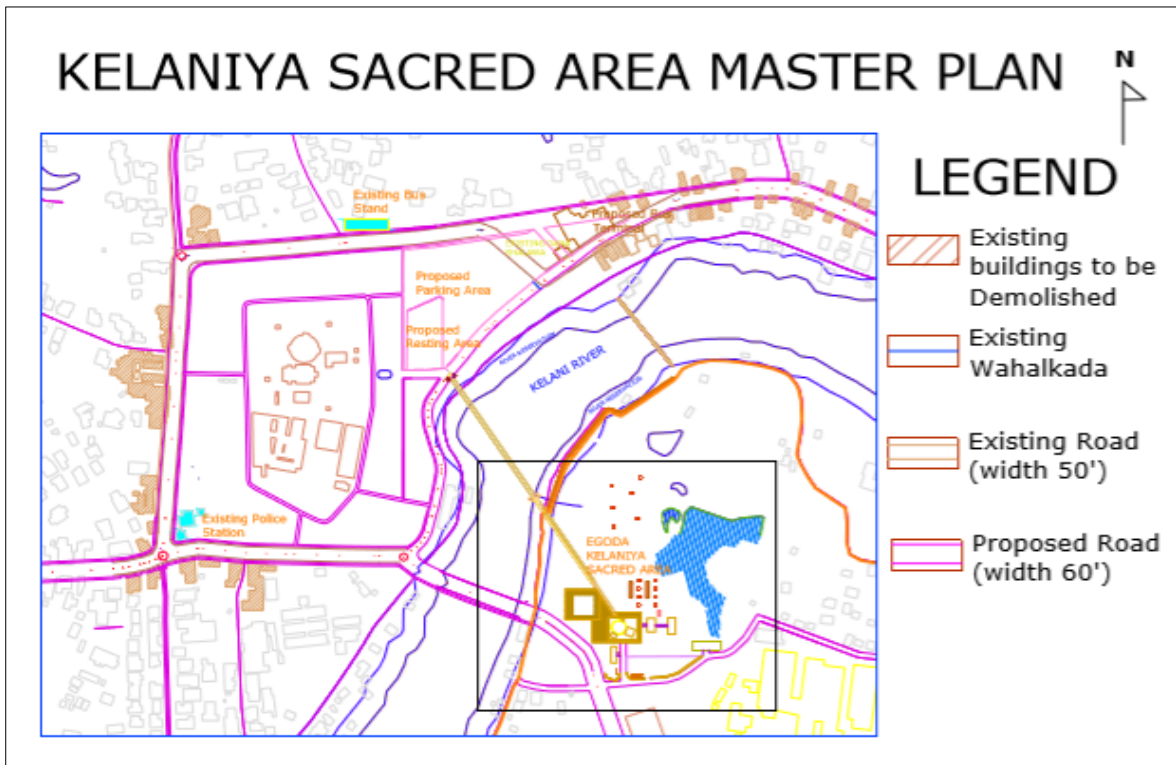 KELANIYA SACRED AREA MASTER PLAN
N
LEGEND
Existing
buildings to be
Demolished
Existing
Wahalkada
Existing Road
(width 50')
Proposed Road
(width 60')
Existing Bus
Stand
Proposed Bus
Terminal
Proposed
Parking Area
Proposed
Resting Area
KELANI RIVER
Existing Police
Station
EGODA
KELANIYA
SACRED AREA